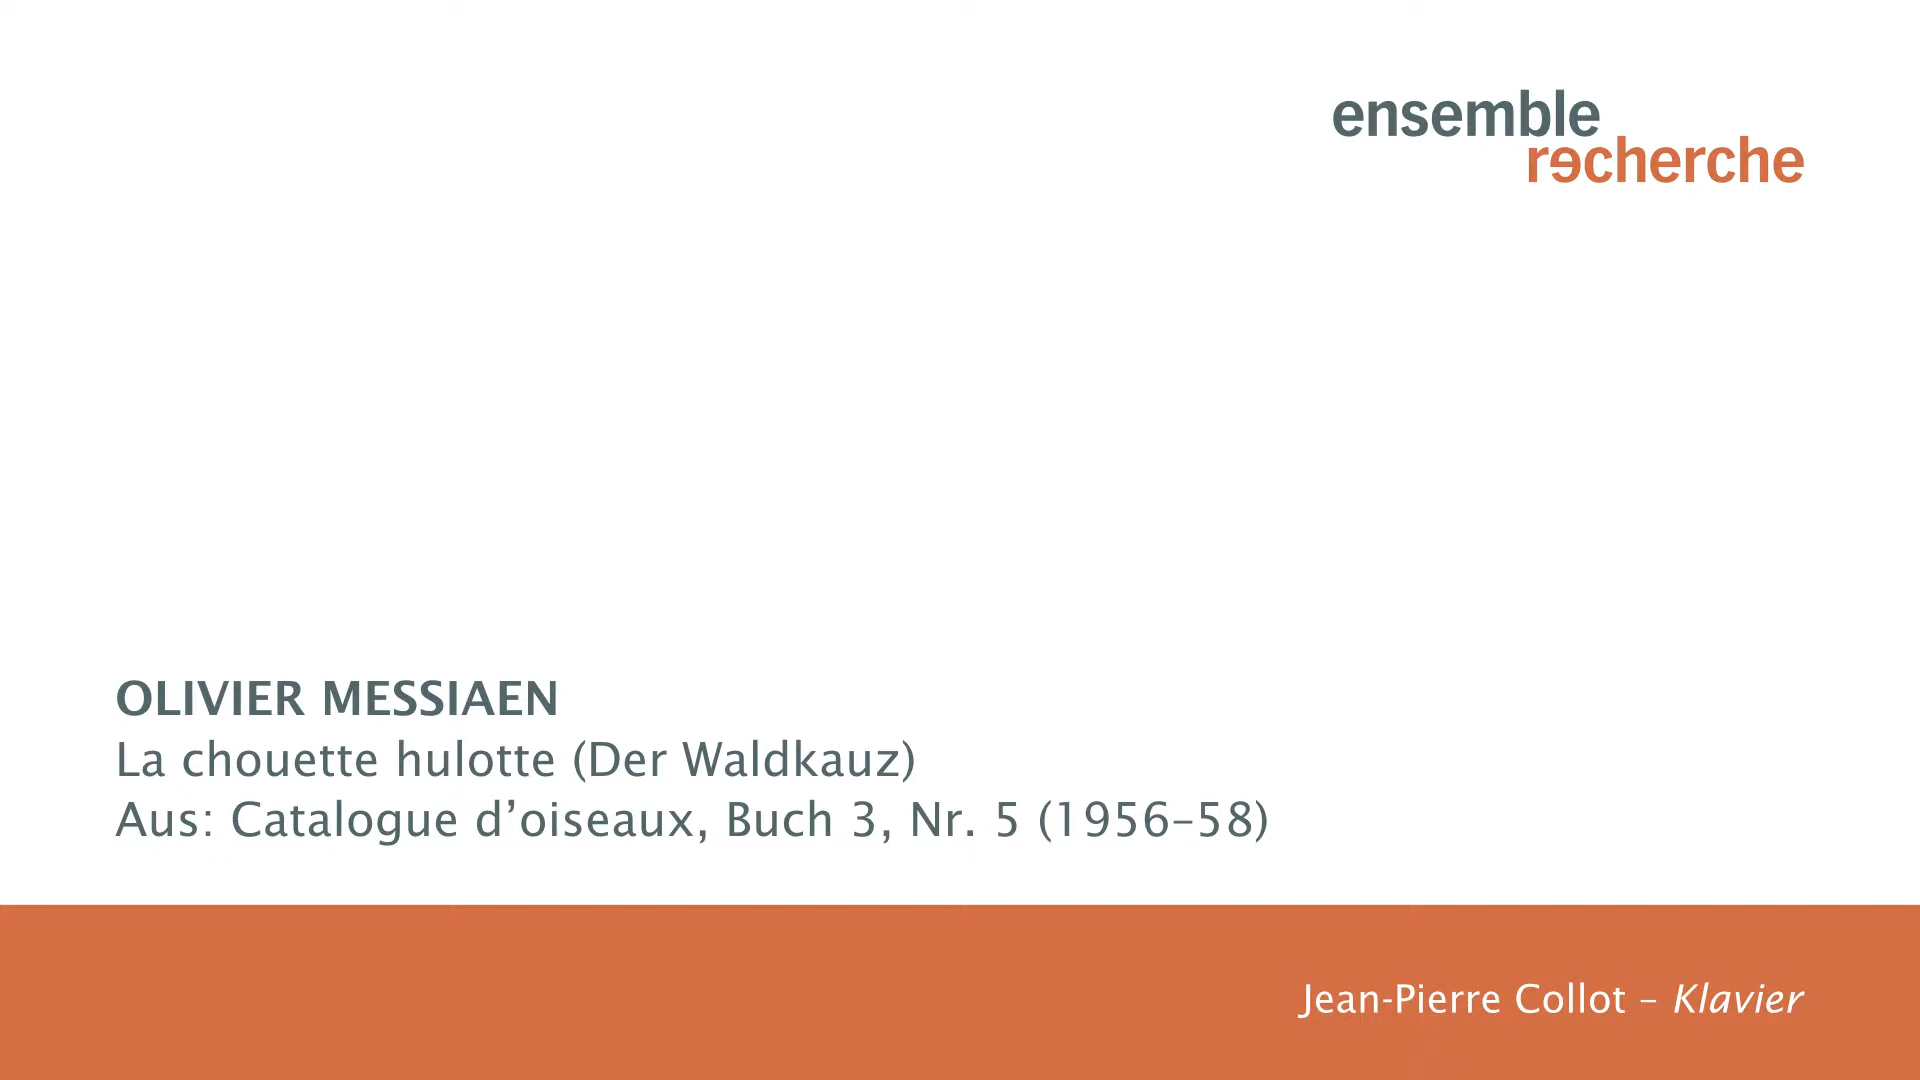 ensemble
recherche
OLIVIER MESSIAEN
La chouette hulotte (Der Waldkauz)
Aus: Catalogue d’oiseaux, Buch 3, Nr. 5 (1956–58)
Jean-Pierre Collot – Klavier